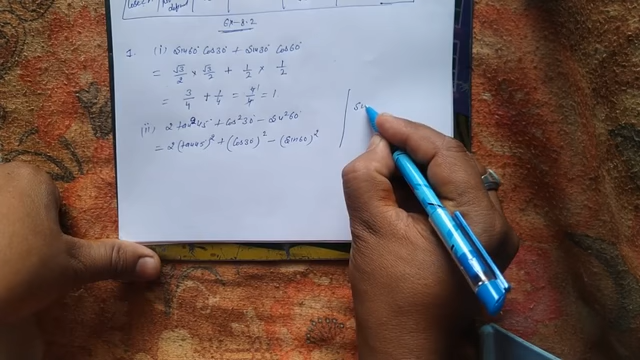 Ex-8.2
1. (i) Sin60° Cos30° + Sin30° Cos60°
= √3/2 × √3/2 + 1/2 × 1/2
= 3/4 + 1/4 = 4/4 = 1
(ii) 2 tan²45° + Cos²30° - Sin²60°
= 2(tan45)² + (Cos30)² - (Sin60)²
Sin